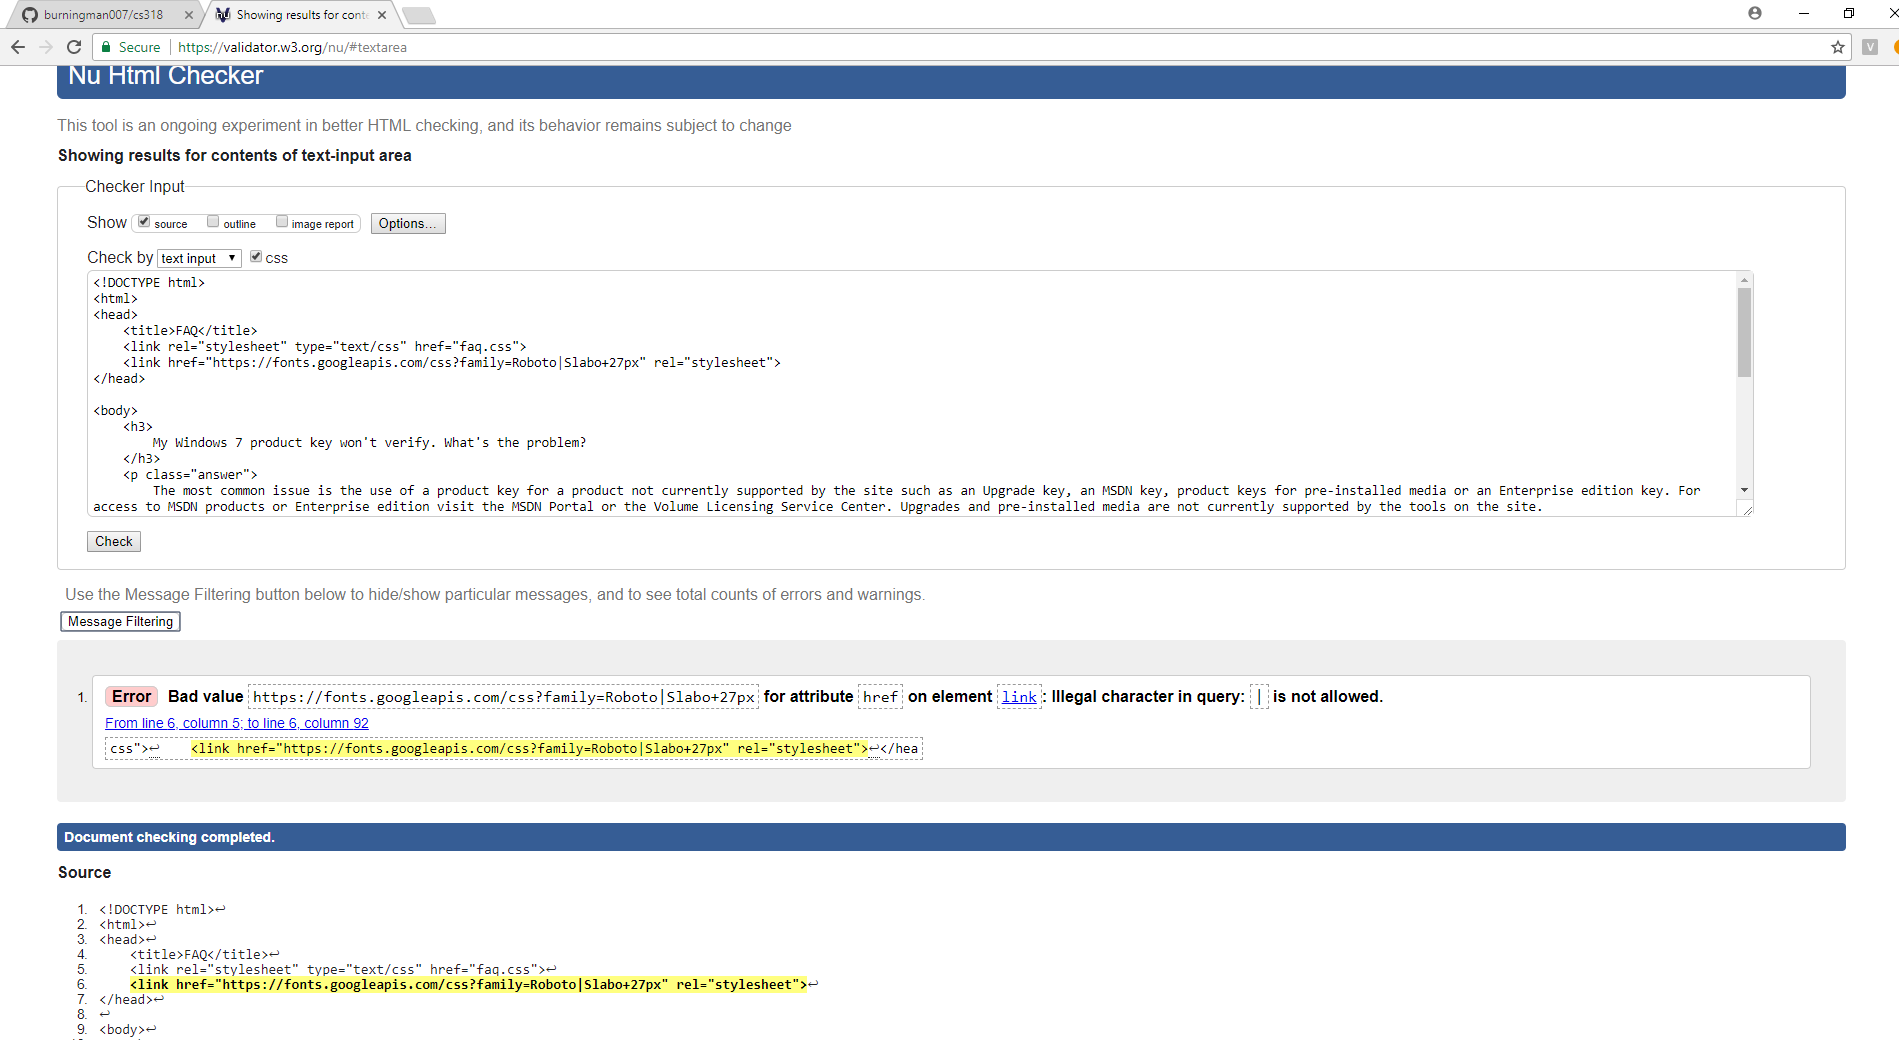 burningman007/cs318
Showing results for conte
Secure https://validator.w3.org/nu/#textarea
V
Nu Html Checker
This tool is an ongoing experiment in better HTML checking, and its behavior remains subject to change
Showing results for contents of text-input area
Checker Input
Show source outline image report Options...
Check by text input css
<!DOCTYPE html>
<html>
<head>
<title>FAQ</title>
<link rel="stylesheet" type="text/css" href="faq.css">
<link href="https://fonts.googleapis.com/css?family=Roboto|Slabo+27px" rel="stylesheet">
</head>
<body>
<h3>
My Windows 7 product key won't verify. What's the problem?
</h3>
<p class="answer">
The most common issue is the use of a product key for a product not currently supported by the site such as an Upgrade key, an MSDN key, product keys for pre-installed media or an Enterprise edition key. For
access to MSDN products or Enterprise edition visit the MSDN Portal or the Volume Licensing Service Center. Upgrades and pre-installed media are not currently supported by the tools on the site.
Check
Use the Message Filtering button below to hide/show particular messages, and to see total counts of errors and warnings.
Message Filtering
1. Error Bad value https://fonts.googleapis.com/css?family=Roboto|Slabo+27px for attribute href on element link: Illegal character in query: | is not allowed.
From line 6, column 5; to line 6, column 92
css">↩ <link href="https://fonts.googleapis.com/css?family=Roboto|Slabo+27px" rel="stylesheet">↩</hea
Document checking completed.
Source
1. <!DOCTYPE html>↩
2. <html>↩
3. <head>↩
4. <title>FAQ</title>↩
5. <link rel="stylesheet" type="text/css" href="faq.css">↩
6. <link href="https://fonts.googleapis.com/css?family=Roboto|Slabo+27px" rel="stylesheet">↩
7. </head>↩
8. ↩
9. <body>↩